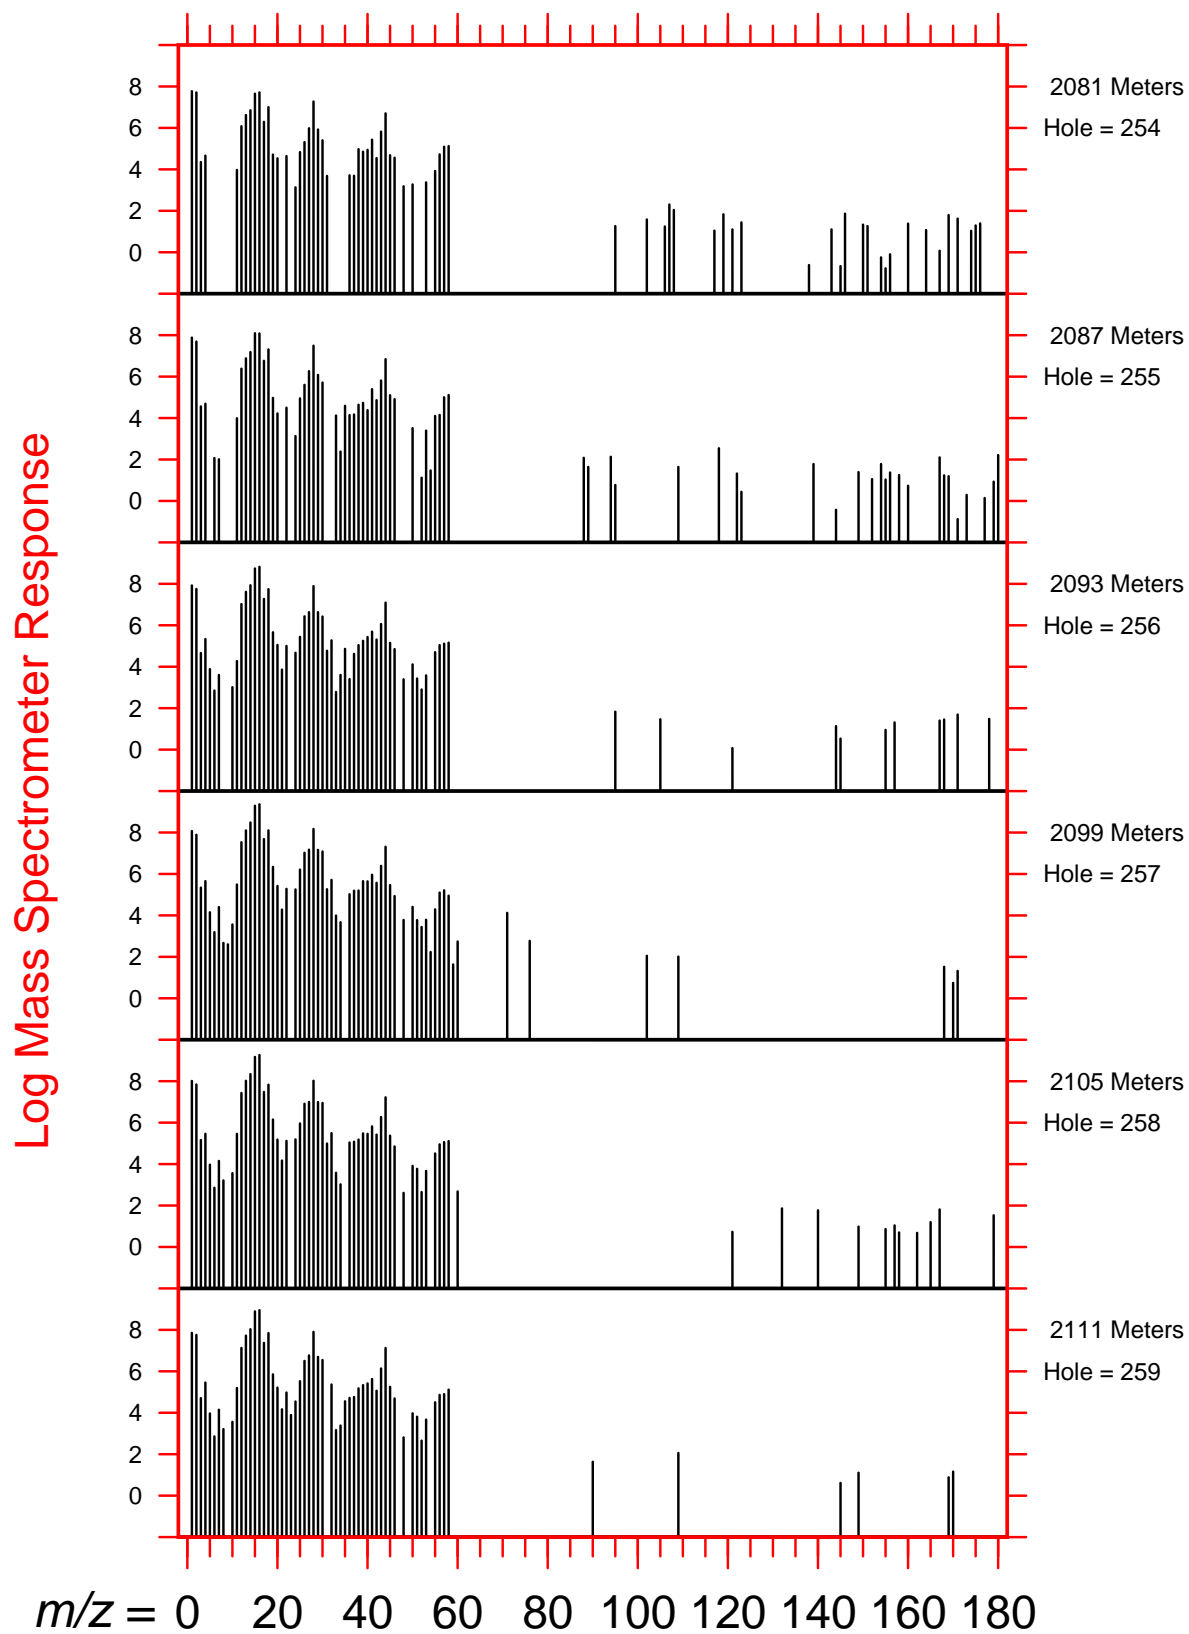 8
6
4
2
0
2081 Meters
Hole = 254
8
6
4
2
0
2087 Meters
Hole = 255
8
6
4
2
0
2093 Meters
Hole = 256
8
6
4
2
0
2099 Meters
Hole = 257
8
6
4
2
0
2105 Meters
Hole = 258
8
6
4
2
0
2111 Meters
Hole = 259
Log Mass Spectrometer Response
m/z = 0 20 40 60 80 100 120 140 160 180